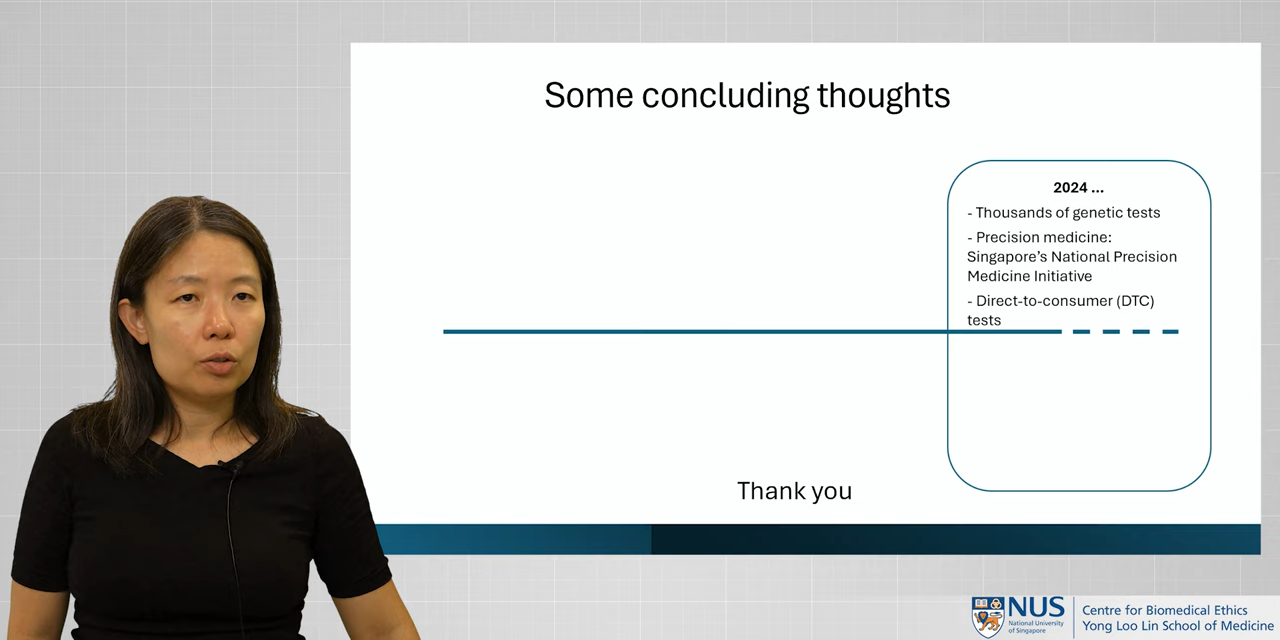 Some concluding thoughts
2024 ...
- Thousands of genetic tests
- Precision medicine:
Singapore's National Precision
Medicine Initiative
- Direct-to-consumer (DTC)
tests
Thank you
NUS
National University
of Singapore
Centre for Biomedical Ethics
Yong Loo Lin School of Medicine